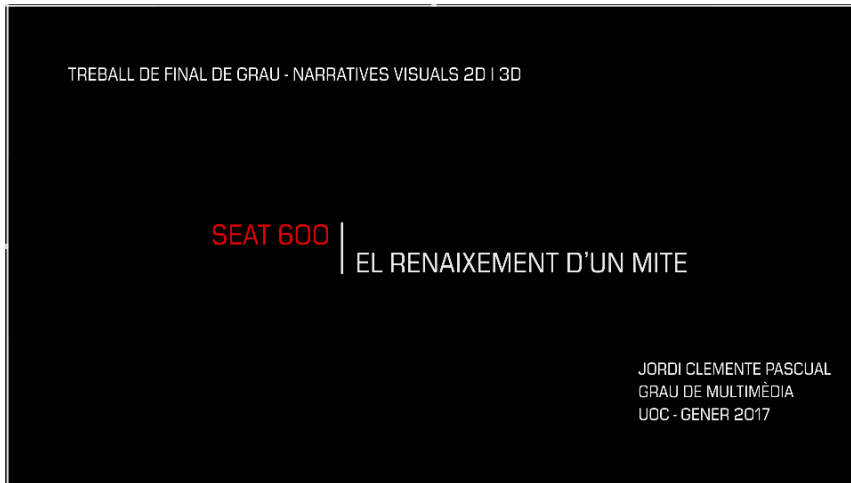 TREBALL DE FINAL DE GRAU - NARRATIVES VISUALS 2D I 3D
SEAT 600
EL RENAIXEMENT D'UN MITE
JORDI CLEMENTE PASCUAL
GRAU DE MULTIMÈDIA
UOC - GENER 2017